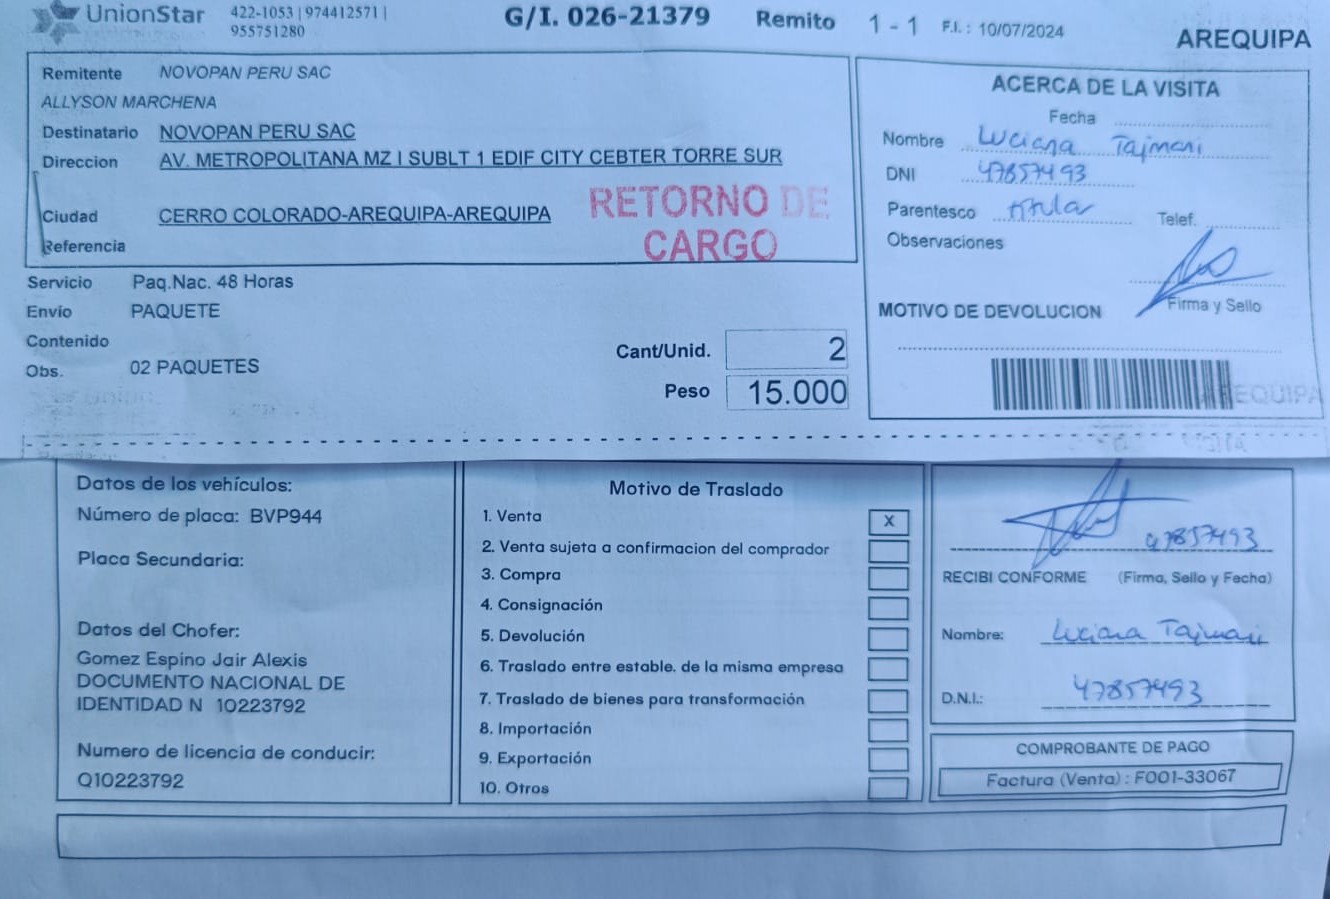 UnionStar 422-1053 | 974412571 |
955751280
G/I. 026-21379 Remito 1 - 1 F.I.: 10/07/2024
AREQUIPA
Remitente NOVOPAN PERU SAC
ALLYSON MARCHENA
Destinatario NOVOPAN PERU SAC
Direccion AV. METROPOLITANA MZ I SUBLT 1 EDIF CITY CEBTER TORRE SUR
Ciudad CERRO COLORADO-AREQUIPA-AREQUIPA
Referencia
RETORNO DE
CARGO
Servicio Paq.Nac. 48 Horas
Envío PAQUETE
Contenido
Obs. 02 PAQUETES
Cant/Unid. 2
Peso 15.000
ACERCA DE LA VISITA
Fecha
Nombre Luciana Tajmari
DNI 47857493
Parentesco
Telef.
Observaciones
Firma y Sello
MOTIVO DE DEVOLUCION
AREQUIPA
Datos de los vehículos:
Número de placa: BVP944
Placa Secundaria:
Datos del Chofer:
Gomez Espino Jair Alexis
DOCUMENTO NACIONAL DE
IDENTIDAD N 10223792
Numero de licencia de conducir:
Q10223792
Motivo de Traslado
1. Venta X
2. Venta sujeta a confirmacion del comprador
3. Compra
4. Consignación
5. Devolución
6. Traslado entre estable. de la misma empresa
7. Traslado de bienes para transformación
8. Importación
9. Exportación
10. Otros
47857493
RECIBI CONFORME (Firma, Sello y Fecha)
Nombre: Luciana Tajmari
D.N.I.: 47857493
COMPROBANTE DE PAGO
Factura (Venta) : F001-33067